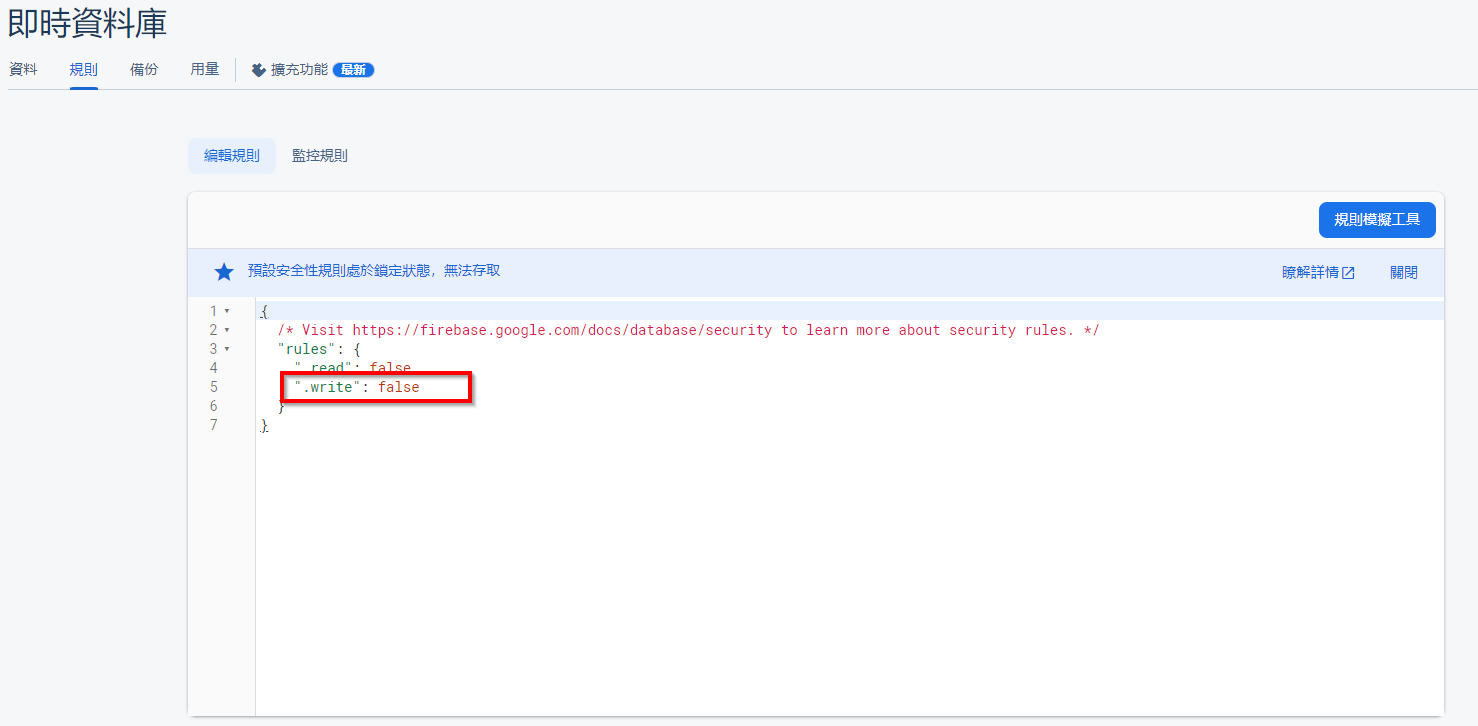 即時資料庫
資料 規則 備份 用量 擴充功能 最新
編輯規則 監控規則
規則模擬工具
預設安全性規則處於鎖定狀態，無法存取 瞭解詳情 關閉
1 {
2 /* Visit https://firebase.google.com/docs/database/security to learn more about security rules. */
3 "rules": {
4 ".read": false
5 ".write": false
6 }
7 }